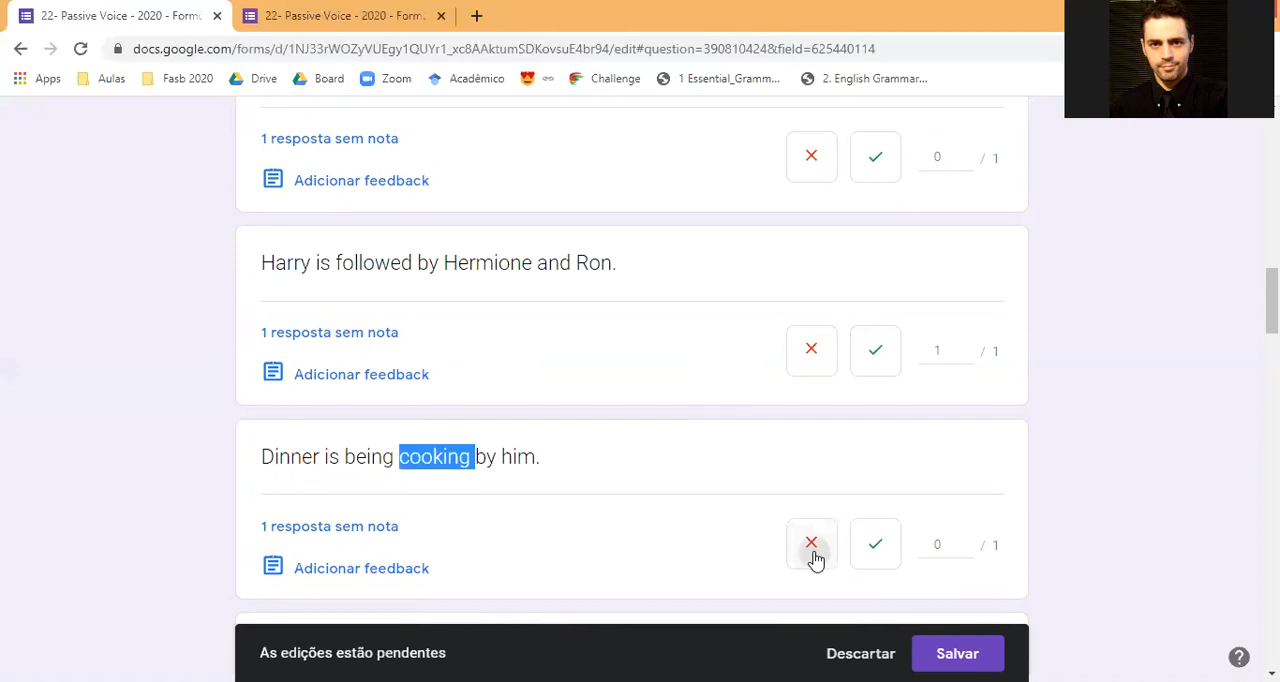 22- Passive Voice - 2020 - Formu
22- Passive Voice - 2020 - Form
docs.google.com/forms/d/1NJ33rWOZyVUEgy1QUYr1_xc8AAktumSDKovsuE4br94/edit#question=390810424&field=625440114
Apps Aulas Fasb 2020 Drive Board Zoom Acadêmico Challenge 1 Essential_Gramm... 2. English Grammar...
1 resposta sem nota
0 / 1
Adicionar feedback
Harry is followed by Hermione and Ron.
1 resposta sem nota
1 / 1
Adicionar feedback
Dinner is being cooking by him.
1 resposta sem nota
0 / 1
Adicionar feedback
As edições estão pendentes
Descartar
Salvar